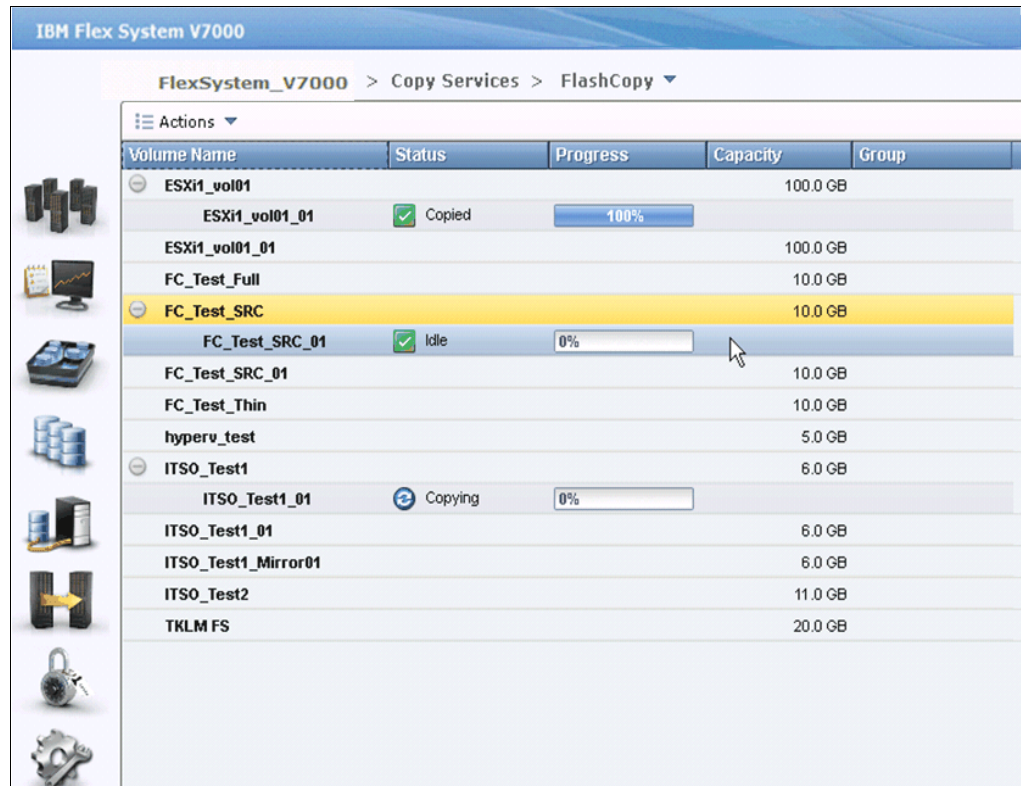 IBM Flex System V7000
FlexSystem_V7000 > Copy Services > FlashCopy
Actions
Volume Name Status Progress Capacity Group
ESXi1_vol01 100.0 GB
ESXi1_vol01_01 Copied 100%
ESXi1_vol01_01 100.0 GB
FC_Test_Full 10.0 GB
FC_Test_SRC 10.0 GB
FC_Test_SRC_01 Idle 0%
FC_Test_SRC_01 10.0 GB
FC_Test_Thin 10.0 GB
hyperv_test 5.0 GB
ITSO_Test1 6.0 GB
ITSO_Test1_01 Copying 0%
ITSO_Test1_01 6.0 GB
ITSO_Test1_Mirror01 6.0 GB
ITSO_Test2 11.0 GB
TKLM FS 20.0 GB